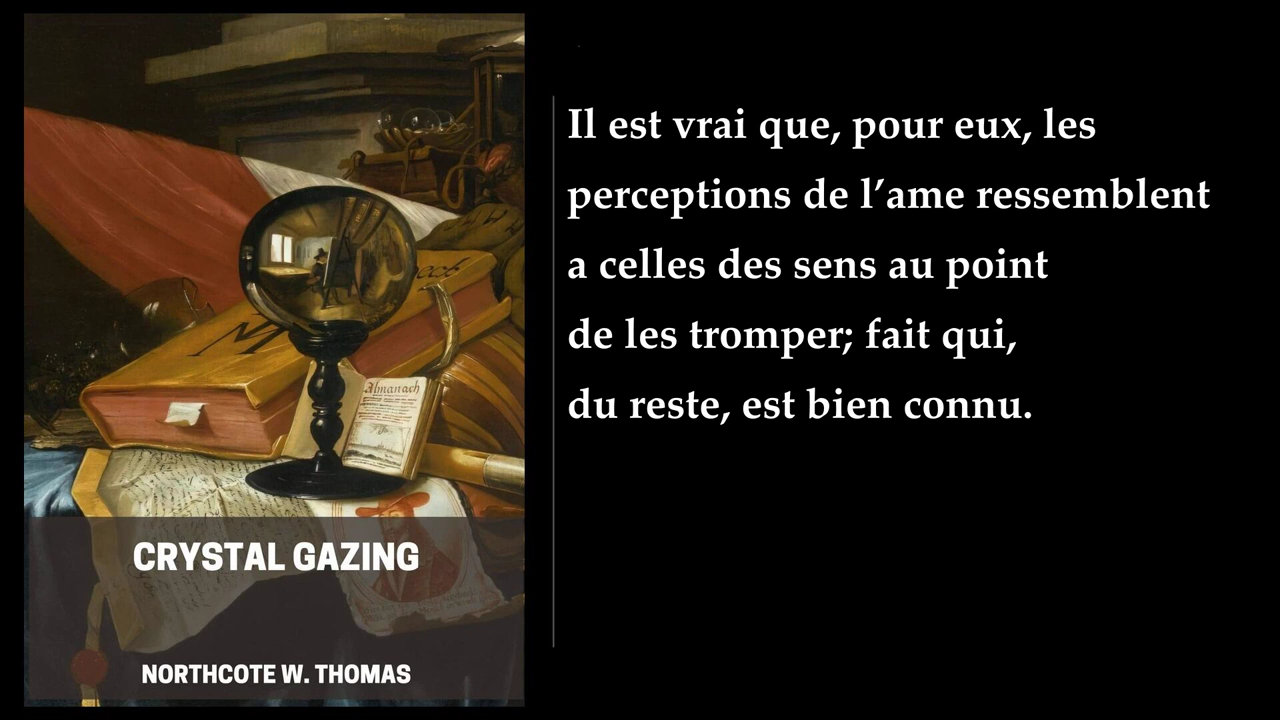 Il est vrai que, pour eux, les
perceptions de l’ame ressemblent
a celles des sens au point
de les tromper; fait qui,
du reste, est bien connu.
M
Almanach
CRYSTAL GAZING
NORTHCOTE W. THOMAS